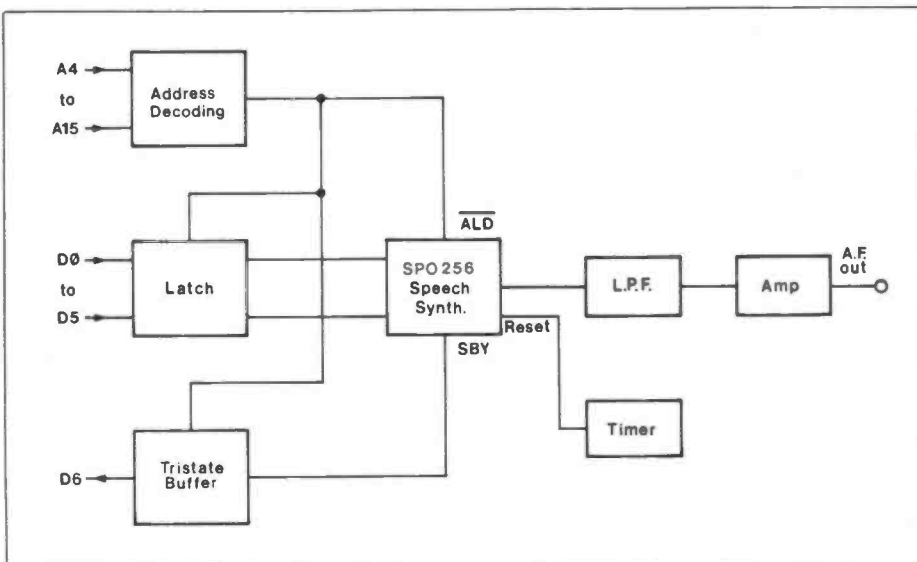 A4
to
A15
Address
Decoding
ALD
DØ
to
D5
Latch
SPO256
Speech
Synth.
Reset
SBY
L.P.F.
Amp
A.F.
out
Timer
D6
Tristate
Buffer